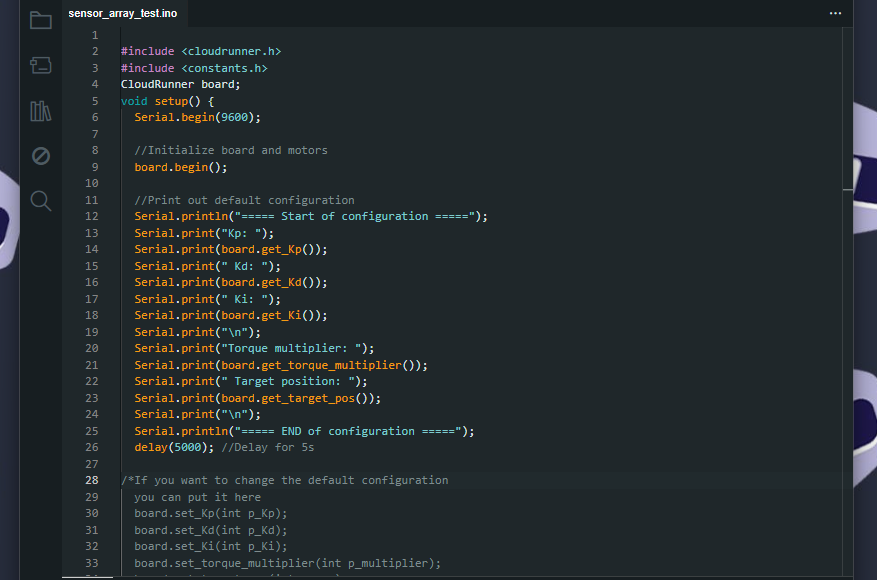 sensor_array_test.ino
...
1
2 #include <cloudrunner.h>
3 #include <constants.h>
4 CloudRunner board;
5 void setup() {
6 Serial.begin(9600);
7
8 //Initialize board and motors
9 board.begin();
10
11 //Print out default configuration
12 Serial.println("===== Start of configuration =====");
13 Serial.print("Kp: ");
14 Serial.print(board.get_Kp());
15 Serial.print(" Kd: ");
16 Serial.print(board.get_Kd());
17 Serial.print(" Ki: ");
18 Serial.print(board.get_Ki());
19 Serial.print("\n");
20 Serial.print("Torque multiplier: ");
21 Serial.print(board.get_torque_multiplier());
22 Serial.print(" Target position: ");
23 Serial.print(board.get_target_pos());
24 Serial.print("\n");
25 Serial.println("===== END of configuration =====");
26 delay(5000); //Delay for 5s
27
28 /*If you want to change the default configuration
29 you can put it here
30 board.set_Kp(int p_Kp);
31 board.set_Kd(int p_Kd);
32 board.set_Ki(int p_Ki);
33 board.set_torque_multiplier(int p_multiplier);